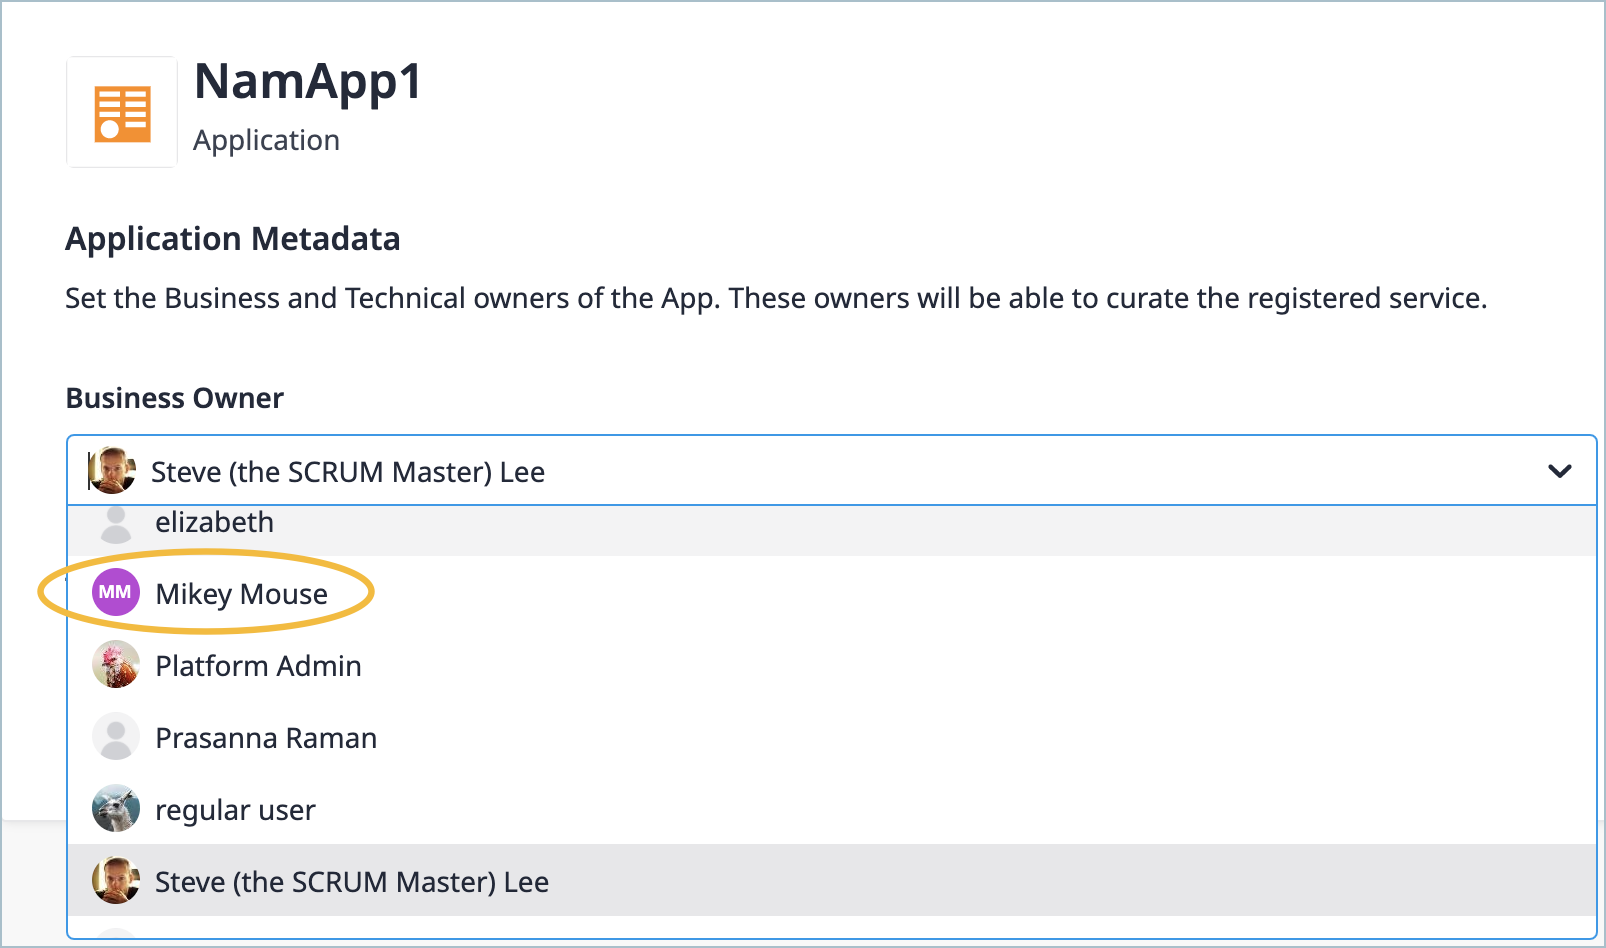 NamApp1
Application
Application Metadata
Set the Business and Technical owners of the App. These owners will be able to curate the registered service.
Business Owner
Steve (the SCRUM Master) Lee
elizabeth
MM Mikey Mouse
Platform Admin
Prasanna Raman
regular user
Steve (the SCRUM Master) Lee